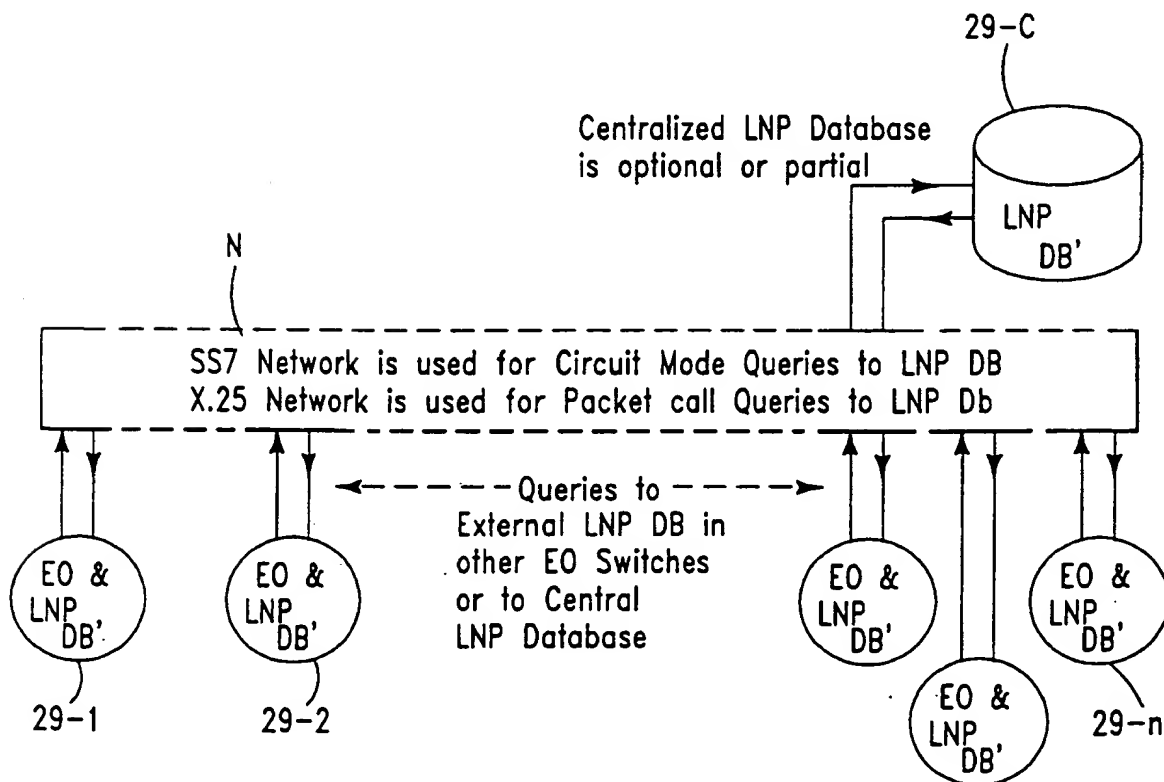 29-C
Centralized LNP Database
is optional or partial
LNP
DB'
N
SS7 Network is used for Circuit Mode Queries to LNP DB
X.25 Network is used for Packet call Queries to LNP Db
Queries to
External LNP DB in
other EO Switches
or to Central
LNP Database
EO &
LNP
DB'
EO &
LNP
DB'
EO &
LNP
DB'
EO &
LNP
DB'
EO &
LNP
DB'
29-1
29-2
29-n